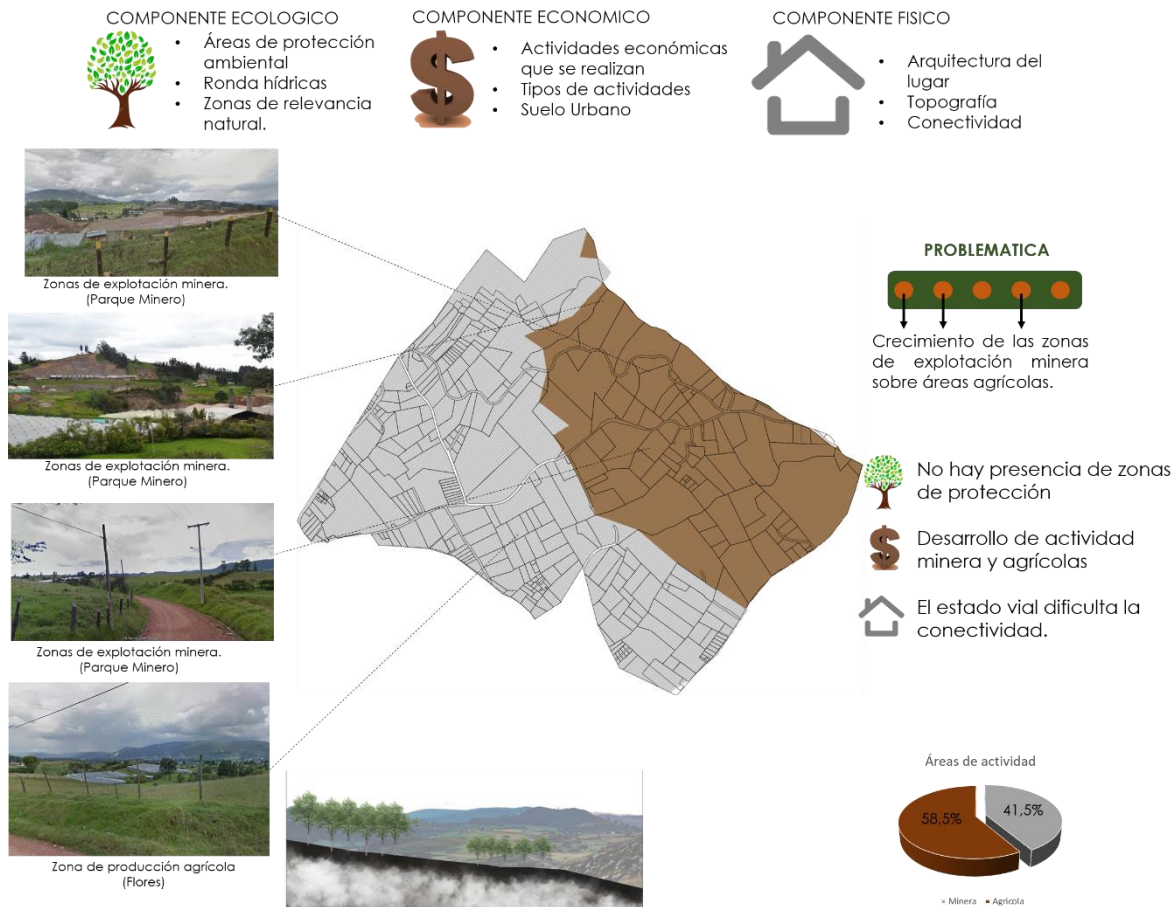 COMPONENTE ECOLOGICO
• Áreas de protección
ambiental
• Ronda hídricas
• Zonas de relevancia
natural.
COMPONENTE ECONOMICO
• Actividades económicas
que se realizan
• Tipos de actividades
• Suelo Urbano
COMPONENTE FISICO
• Arquitectura del
lugar
• Topografía
• Conectividad
Zonas de explotación minera.
(Parque Minero)
Zonas de explotación minera.
(Parque Minero)
Zonas de explotación minera.
(Parque Minero)
Zona de producción agrícola
(Flores)
PROBLEMATICA
Crecimiento de las zonas
de explotación minera
sobre áreas agrícolas.
No hay presencia de zonas
de protección
Desarrollo de actividad
minera y agrícolas
El estado vial dificulta la
conectividad.
Áreas de actividad
58,5%
41,5%
Minera
Agricola